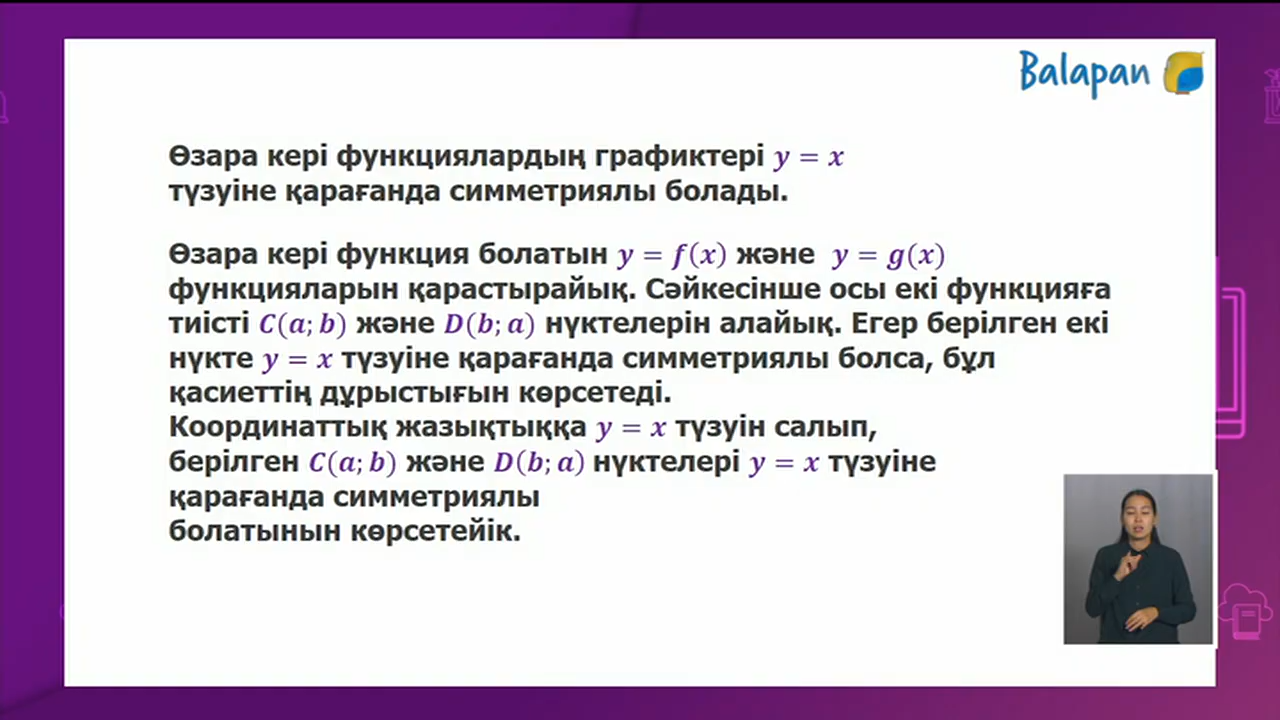 Balapan
Өзара кері функциялардың графиктері y = x
түзуіне қарағанда симметриялы болады.
Өзара кері функция болатын y = f(x) және y = g(x)
функцияларын қарастырайық. Сәйкесінше осы екі функцияға
тиісті C(a; b) және D(b; a) нүктелерін алайық. Егер берілген екі
нүкте y = x түзуіне қарағанда симметриялы болса, бұл
қасиеттің дұрыстығын көрсетеді.
Координаттық жазықтыққа y = x түзуін салып,
берілген C(a; b) және D(b; a) нүктелері y = x түзуіне
қарағанда симметриялы
болатынын көрсетейік.